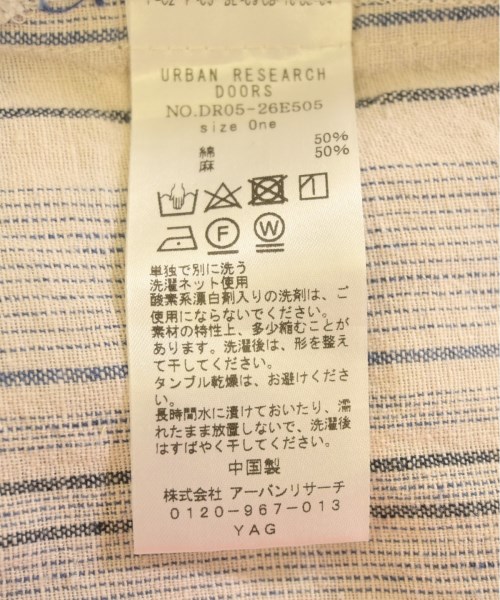 URBAN RESEARCH
DOORS
NO.DR05-26E505
size One
綿 50%
麻 50%
F W
単独で別に洗う
洗濯ネット使用
酸素系漂白剤入りの洗剤は、ご
使用にならないでください。
素材の特性上、多少縮むことが
あります。洗濯後は、形を整え
て干してください。
タンブル乾燥は、お避けくださ
い。
長時間水に漬けておいたり、濡
れたまま放置しないで、洗濯後
はすばやく干してください。
中国製
株式会社 アーバンリサーチ
0120-967-013
YAG